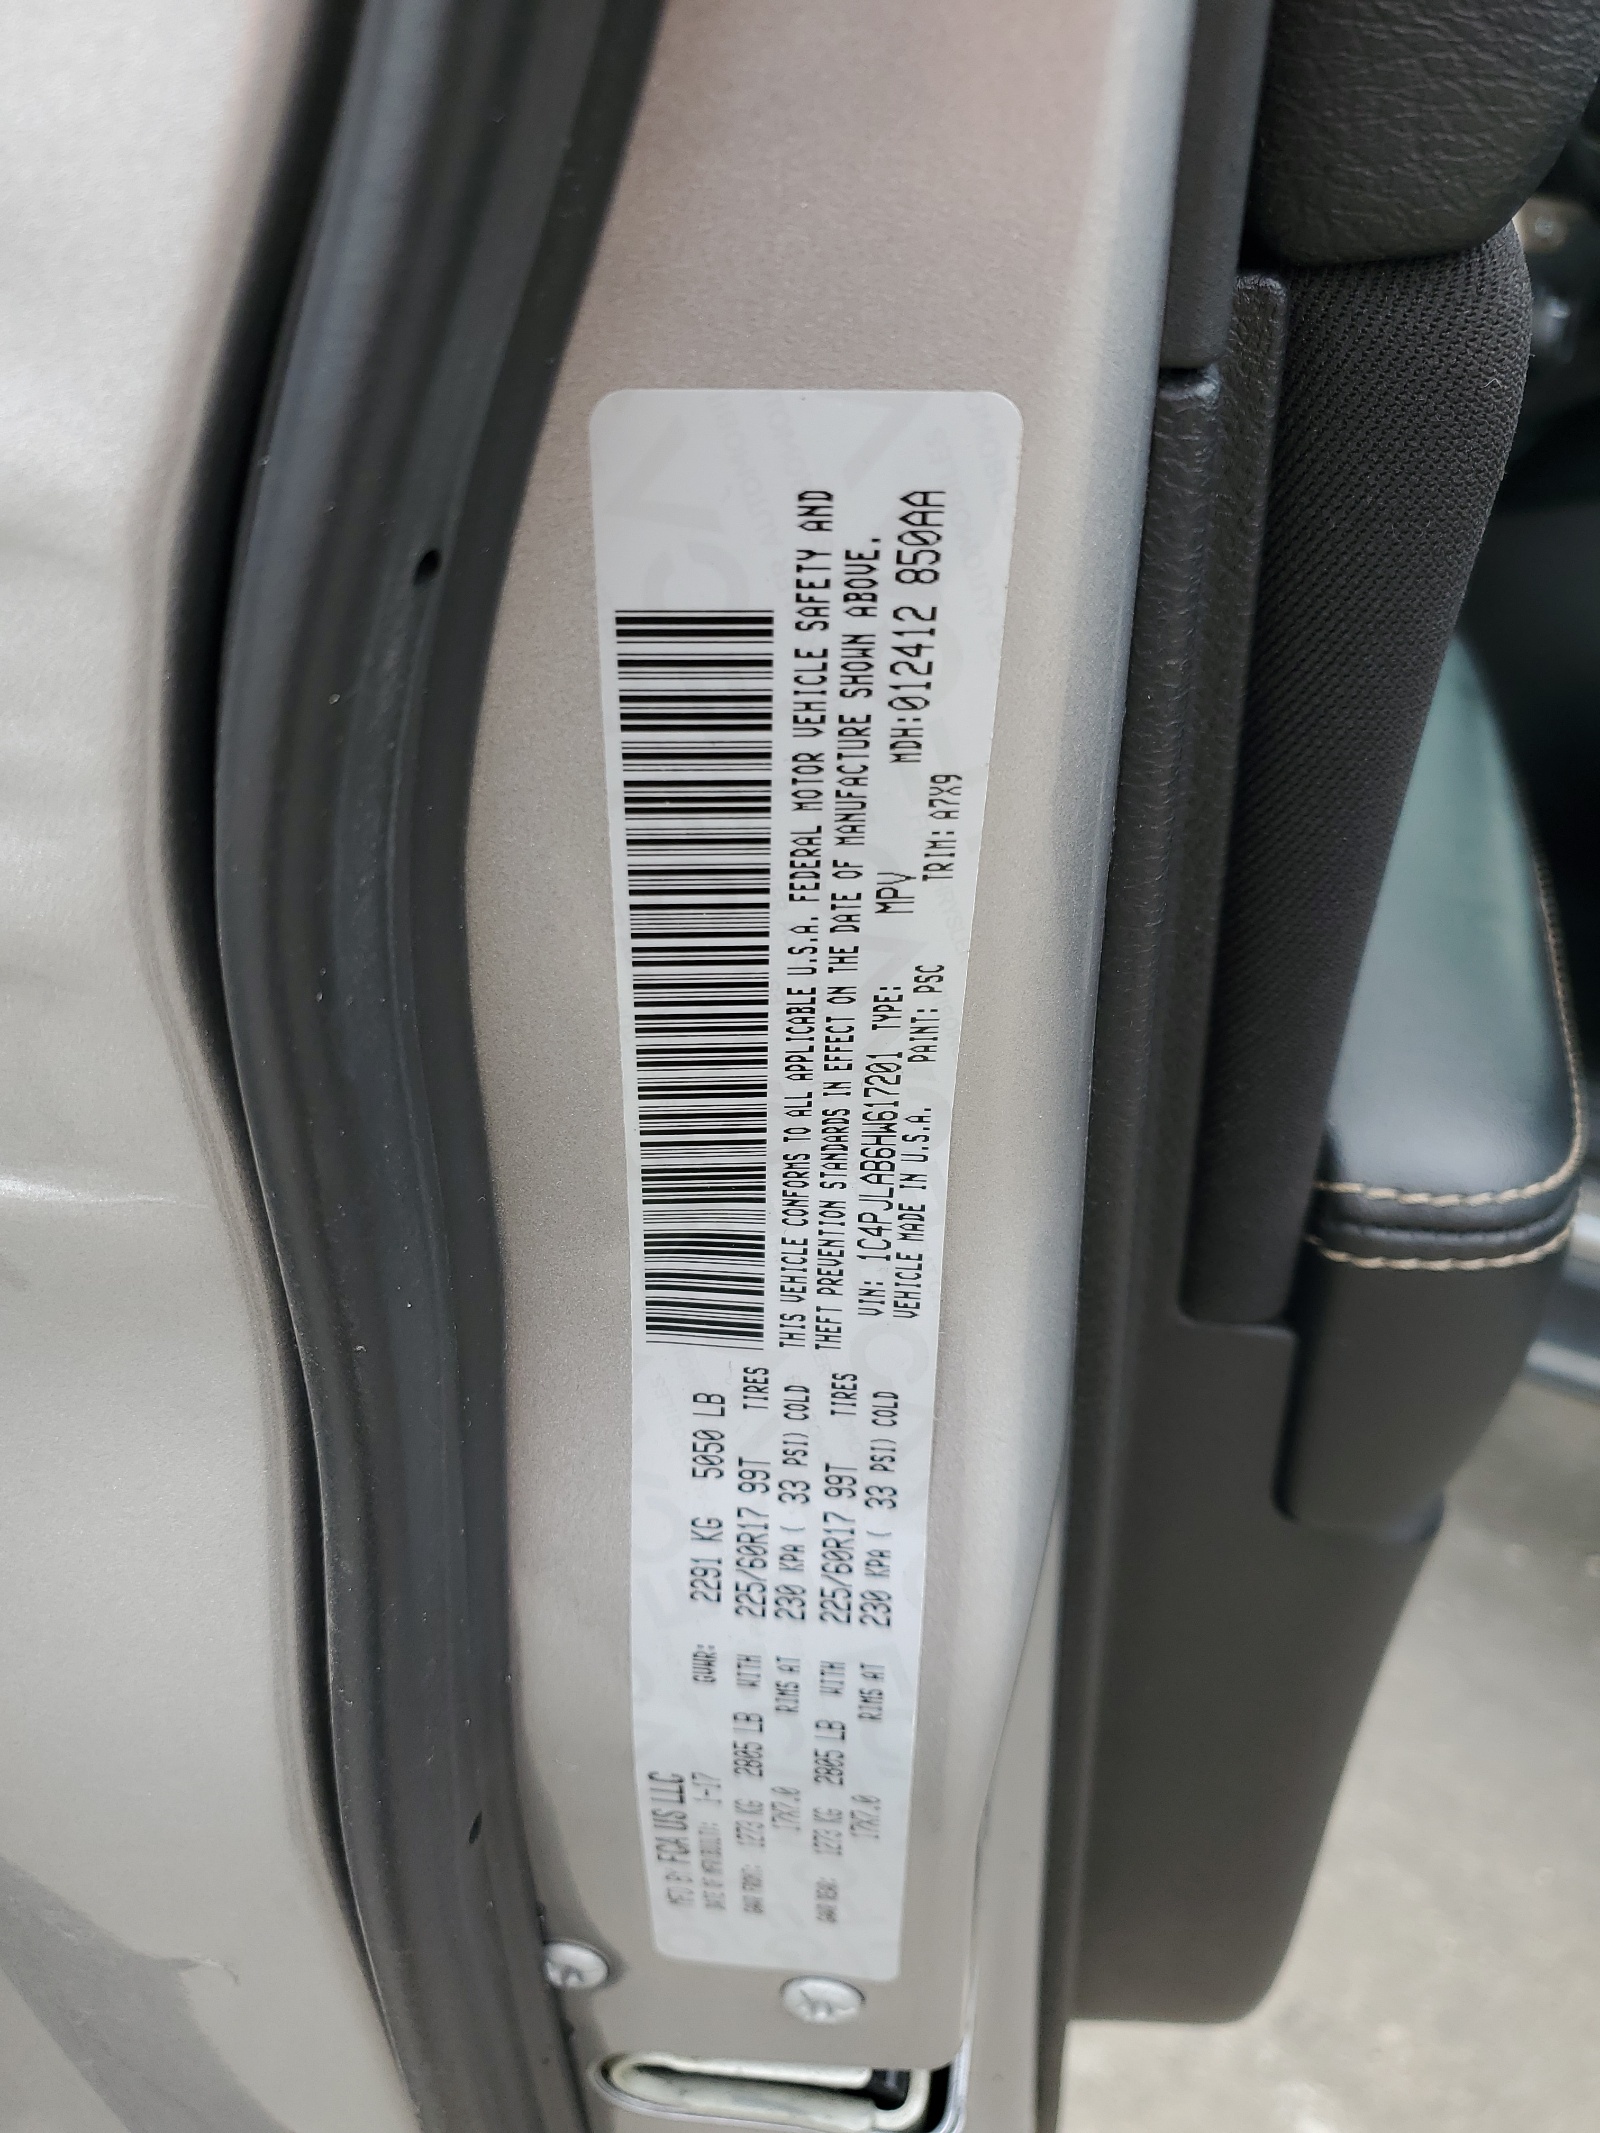 MFD BY FCA US LLC
DATE OF MFR 1-17 GVWR: 2291 KG 5050 LB
GAWR FRONT: 1273 KG 2805 LB WITH 225/60R17 99T TIRES
17X7.0 RIMS AT 230 KPA ( 33 PSI) COLD
GAWR REAR: 1273 KG 2805 LB WITH 225/60R17 99T TIRES
17X7.0 RIMS AT 230 KPA ( 33 PSI) COLD
THIS VEHICLE CONFORMS TO ALL APPLICABLE U.S.A. FEDERAL MOTOR VEHICLE SAFETY AND
THEFT PREVENTION STANDARDS IN EFFECT ON THE DATE OF MANUFACTURE SHOWN ABOVE.
VIN: 1C4PJLAB6HW617201 TYPE: MPV MDH:012412 850AA
VEHICLE MADE IN U.S.A. PAINT: PSC TRIM: A7X9